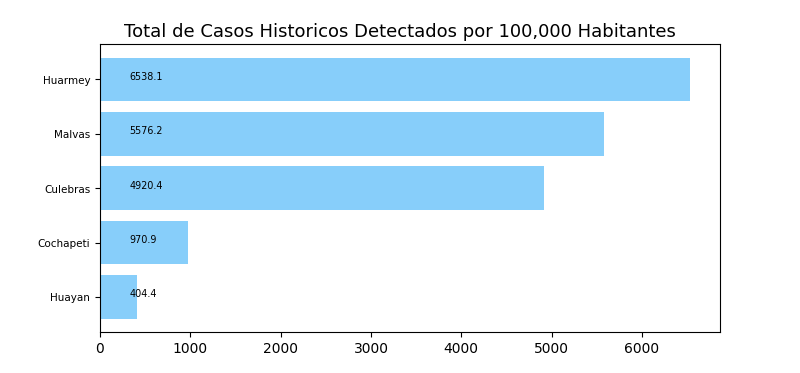 Total de Casos Historicos Detectados por 100,000 Habitantes
Huarmey 6538.1
Malvas 5576.2
Culebras 4920.4
Cochapeti 970.9
Huayan 404.4
0 1000 2000 3000 4000 5000 6000